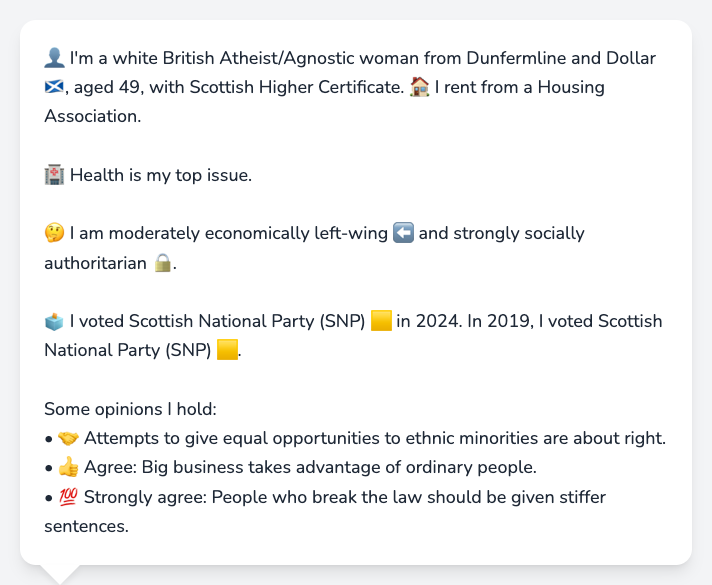 👤 I'm a white British Atheist/Agnostic woman from Dunfermline and Dollar
🏴󠁧󠁢󠁳󠁣󠁴󠁿, aged 49, with Scottish Higher Certificate. 🏠 I rent from a Housing
Association.
🏥 Health is my top issue.
🤔 I am moderately economically left-wing ⬅️ and strongly socially
authoritarian 🔒.
🗳️ I voted Scottish National Party (SNP) 🟨 in 2024. In 2019, I voted Scottish
National Party (SNP) 🟨.
Some opinions I hold:
• 🤝 Attempts to give equal opportunities to ethnic minorities are about right.
• 👍 Agree: Big business takes advantage of ordinary people.
• 💯 Strongly agree: People who break the law should be given stiffer
sentences.